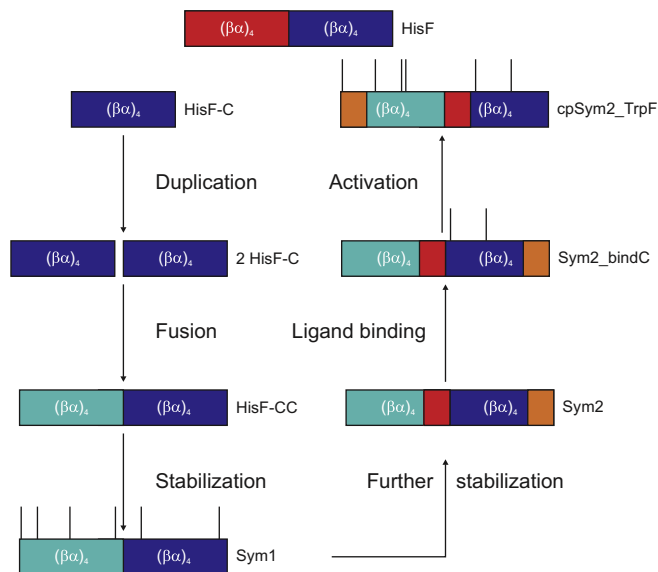 (βα)₄ (βα)₄ HisF
(βα)₄ HisF-C
(βα)₄ (βα)₄ cpSym2_TrpF
Duplication Activation
(βα)₄ (βα)₄ 2 HisF-C
(βα)₄ (βα)₄ Sym2_bindC
Fusion Ligand binding
(βα)₄ (βα)₄ HisF-CC
(βα)₄ (βα)₄ Sym2
Stabilization Further stabilization
(βα)₄ (βα)₄ Sym1